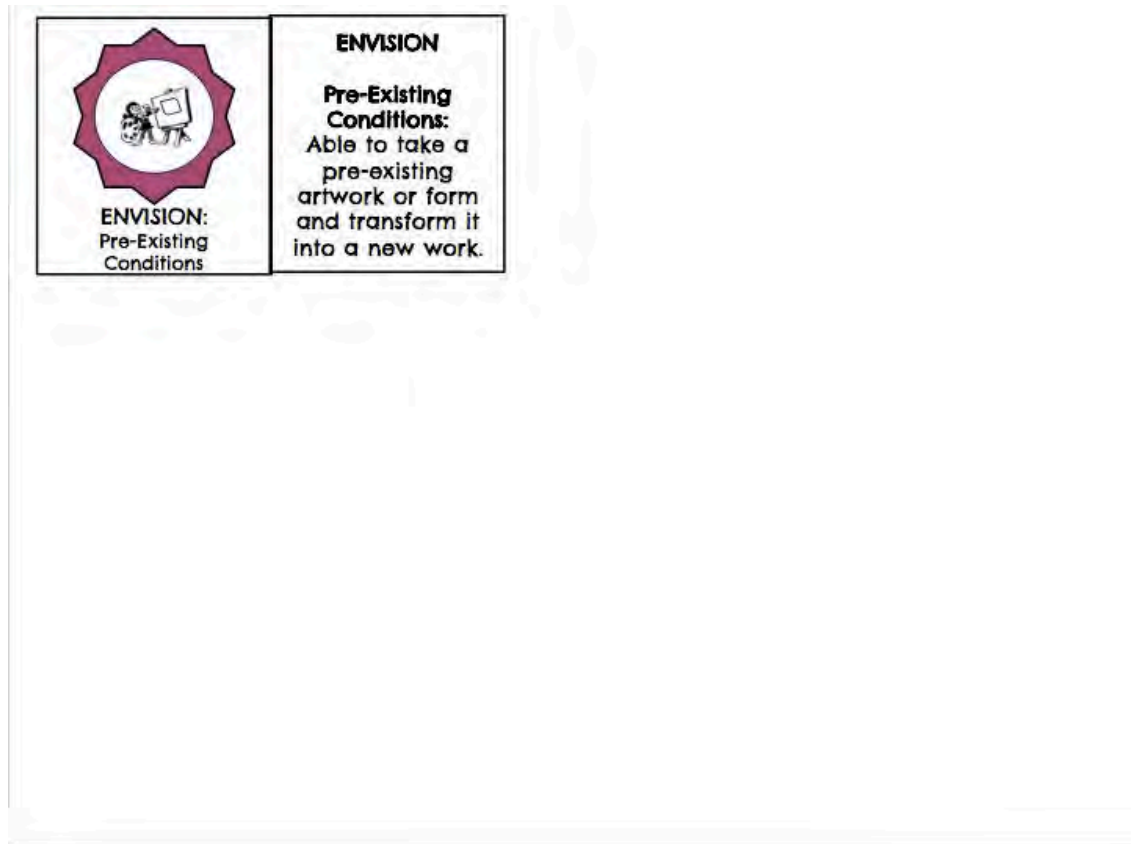 ENVISION:
Pre-Existing
Conditions
ENVISION
Pre-Existing
Conditions:
Able to take a
pre-existing
artwork or form
and transform it
into a new work.